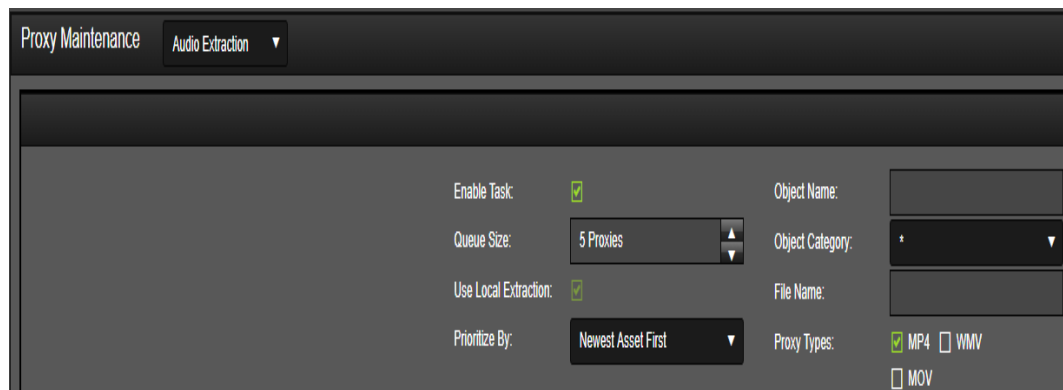 Proxy Maintenance Audio Extraction
Enable Task: Object Name:
Queue Size: 5 Proxies Object Category: *
Use Local Extraction: File Name:
Prioritize By: Newest Asset First Proxy Types: MP4 WMV
MOV